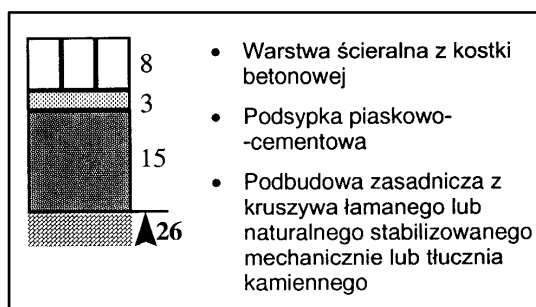 8
3
15
26
• Warstwa ścieralna z kostki
betonowej
• Podsypka piaskowo-
-cementowa
• Podbudowa zasadnicza z
kruszywa łamanego lub
naturalnego stabilizowanego
mechanicznie lub tłucznia
kamiennego